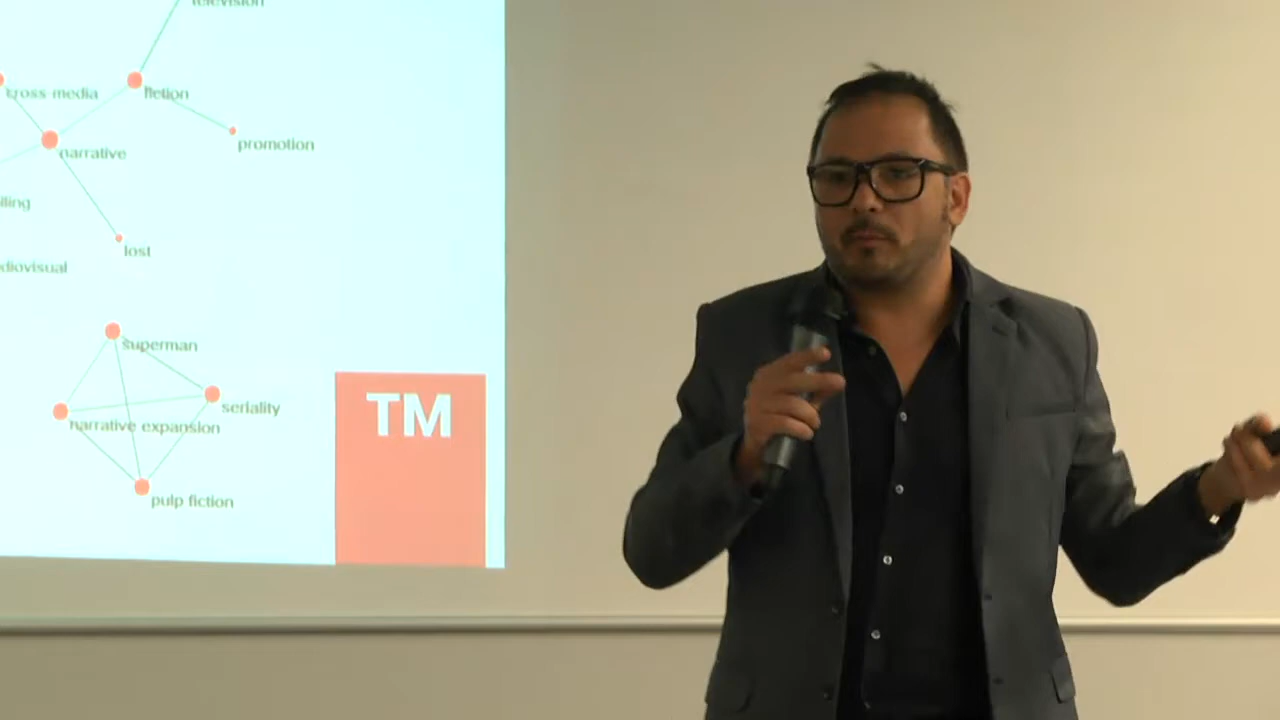 television
cross media
fiction
promotion
narrative
lling
lost
diovisual
superman
seriality
narrative expansion
pulp fiction
TM